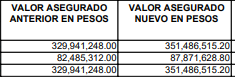 VALOR ASEGURADO ANTERIOR EN PESOS
VALOR ASEGURADO NUEVO EN PESOS
329,941,248.00 351,486,515.20
82,485,312.00 87,871,628.80
329,941,248.00 351,486,515.20